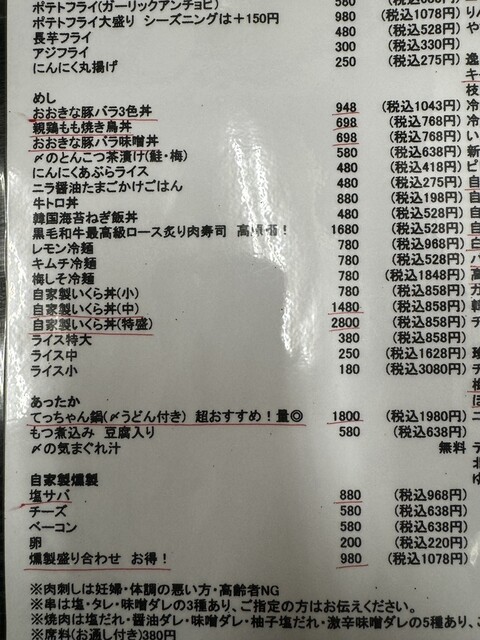 ポテトフライ(ガーリックアンチョビ) 580
ポテトフライ大盛り シーズニングは+150円 980 (税込1078円)
長芋フライ 480 (税込528円)
アジフライ 300 (税込330円)
にんにく丸揚げ 250 (税込275円)
めし
おおきな豚バラ3色丼 948 (税込1043円)
親鶏もも焼き鳥丼 698 (税込768円)
おおきな豚バラ味噌丼 698 (税込768円)
〆のとんこつ茶漬け(鮭・梅) 580 (税込638円)
にんにくあぶらライス 480 (税込418円)
ニラ醤油たまごかけごはん 480 (税込275円)
牛トロ丼 880 (税込198円)
韓国海苔ねぎ飯丼 480 (税込528円)
黒毛和牛最高級ロース炙り肉寿司 1680 (税込528円)
レモン冷麺 780 (税込968円)
キムチ冷麺 780 (税込528円)
梅しそ冷麺 780 (税込1848円)
自家製いくら丼(小) 780 (税込858円)
自家製いくら丼(中) 1480 (税込858円)
自家製いくら丼(特盛) 2800 (税込858円)
ライス特大 380 (税込858円)
ライス中 250 (税込1628円)
ライス小 180 (税込3080円)
あったか
てっちゃん鍋(〆うどん付き) 超おすすめ!量◎ 1800 (税込1980円)
もつ煮込み 豆腐入り 580 (税込638円)
〆の気まぐれ汁 無料
自家製燻製
塩サバ 880 (税込968円)
チーズ 580 (税込638円)
ベーコン 580 (税込638円)
卵 200 (税込220円)
燻製盛り合わせ お得! 980 (税込1078円)
※肉刺しは妊婦・体調の悪い方・高齢者NG
※串は塩・タレ・味噌ダレの3種あり、ご指定の方はお伝えください。
※焼肉は塩だれ・醤油ダレ・味噌ダレ・柚子塩だれ・激辛味噌ダレの5種あり
※席料(お通し付き)380円